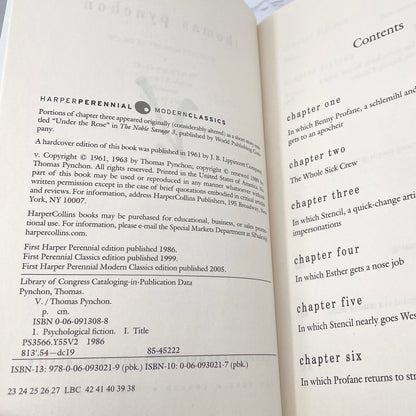 thomas pynchon
HARPERPERENNIAL MODERNCLASSICS
Portions of chapter three appeared originally (considerably altered) as a short story
titled "Under the Rose" in The Noble Savage 3, published by World Publishing Com-
pany.
A hardcover edition of this book was published in 1961 by J. B. Lippincott Company.
V. Copyright © 1961, 1963 by Thomas Pynchon; © copyright renewed
Thomas Pynchon. All rights reserved. Printed in the United States of America. No
part of this book may be used or reproduced in any manner whatsoever without
written permission except in the case of brief quotations embodied in critical articles
and reviews. For information, address HarperCollins Publishers, 195 Broadway, New
York, NY 10007.
HarperCollins books may be purchased for educational, business, or sales promo-
tional use. For information, please e-mail the Special Markets Department at
harpercollins.com.
First Harper Perennial edition published 1986.
First Perennial Classics edition published 1999.
First Harper Perennial Modern Classics edition published 2005.
Library of Congress Cataloging-in-Publication Data
Pynchon, Thomas.
V. / Thomas Pynchon.
p. cm.
ISBN 0-06-091308-8
I. Psychological fiction. I. Title
PS3566.Y55V2 1986
813'.54—dc19 85-45222
ISBN-13: 978-0-06-093021-9 (pbk.) ISBN-10: 0-06-093021-7 (pbk.)
23 24 25 26 27 LBC 42 41 40 39 38
Contents
chapter one
In which Benny Profane, a schlemihl and
gets to an apocheir
chapter two
The Whole Sick Crew
chapter three
In which Stencil, a quick-change artist
impersonations
chapter four
In which Esther gets a nose job
chapter five
In which Stencil nearly goes Wes
chapter six
In which Profane returns to stre